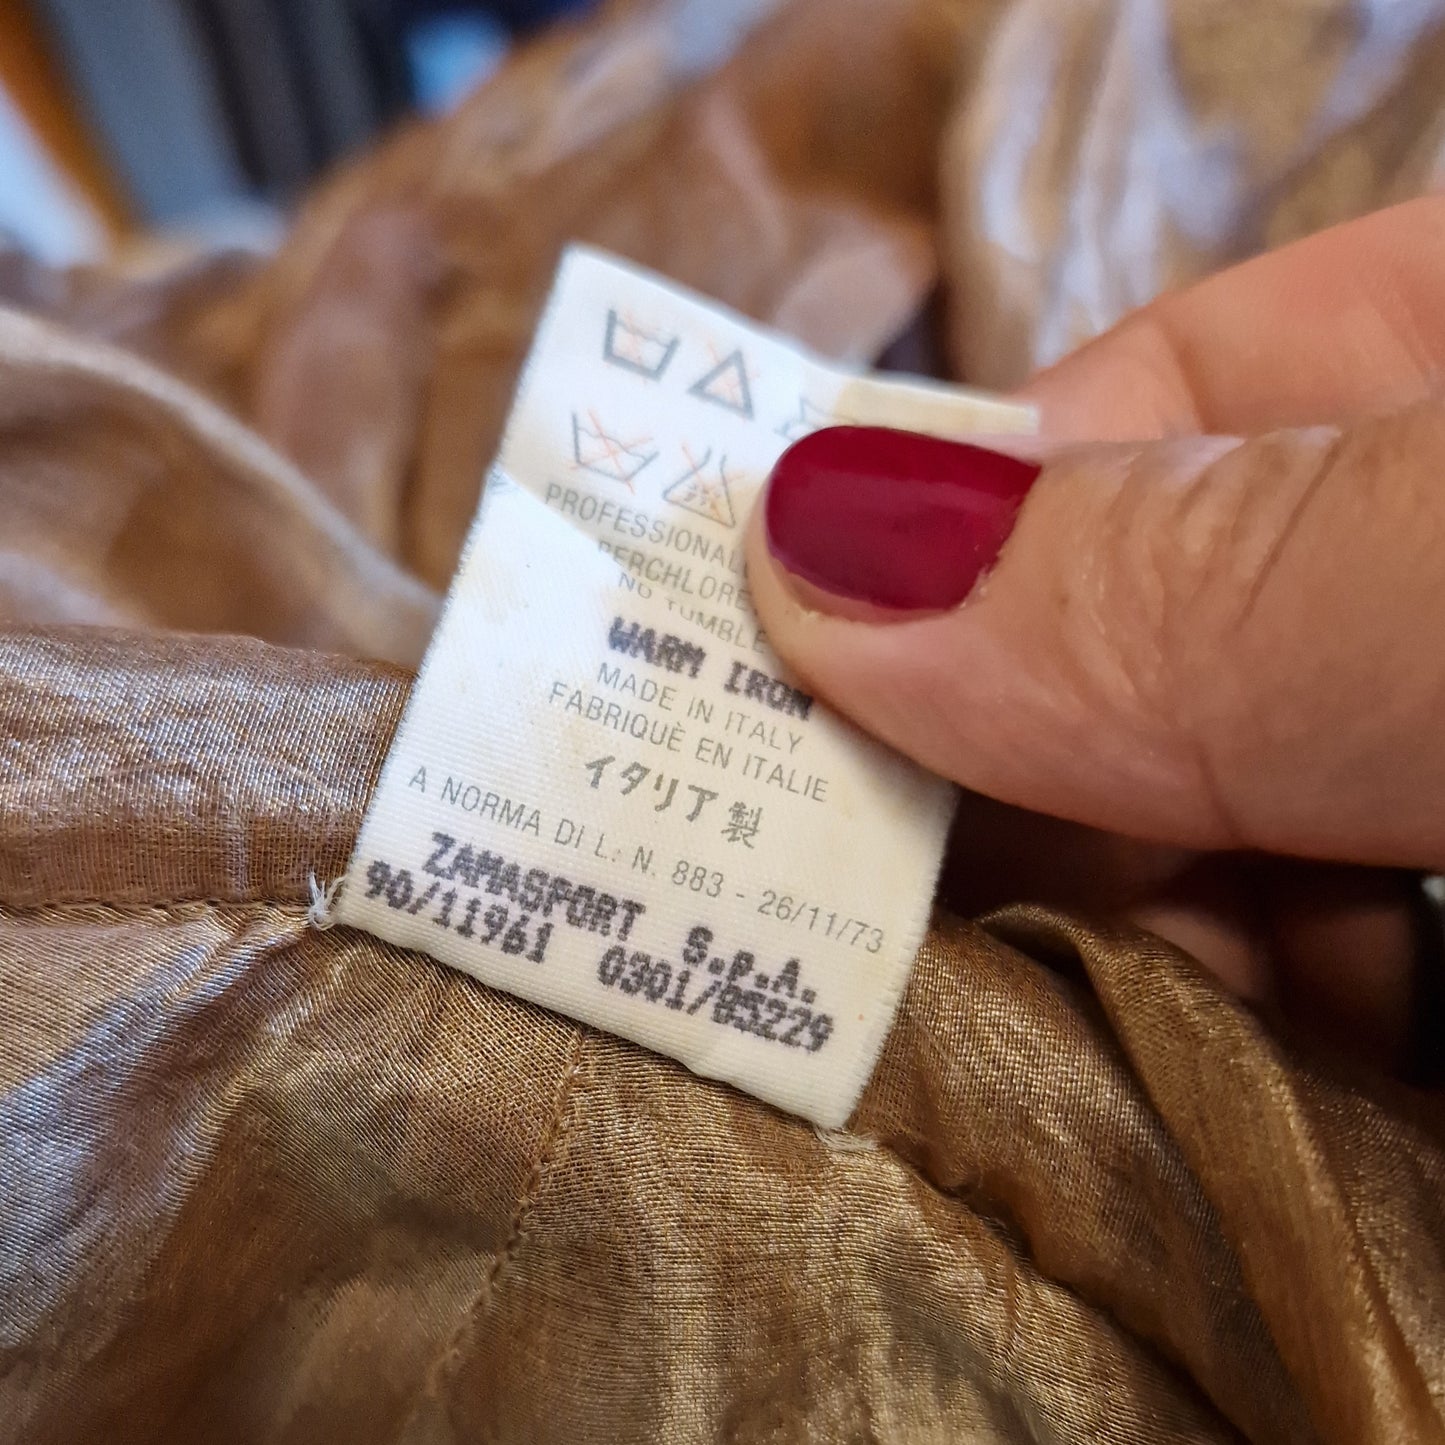 PROFESSIONAL
PERCHLORE
NO TUMBLE
WARM IRON
MADE IN ITALY
FABRIQUÈ EN ITALIE
イタリア製
A NORMA DI L. N. 883 - 26/11/73
ZAMASPORT S.P.A.
90/11961 0301/85229